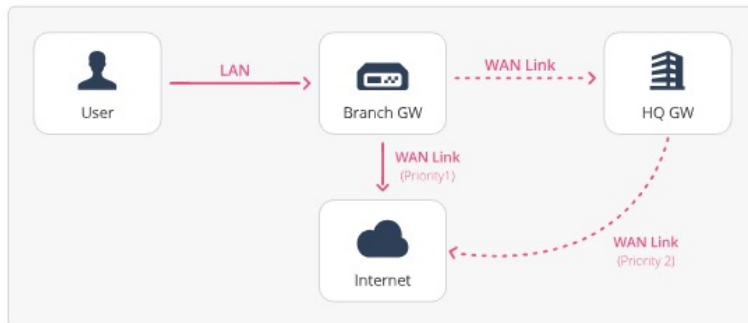 LAN
WAN Link
User
Branch GW
HQ GW
WAN Link
(Priority1)
WAN Link
(Priority 2)
Internet